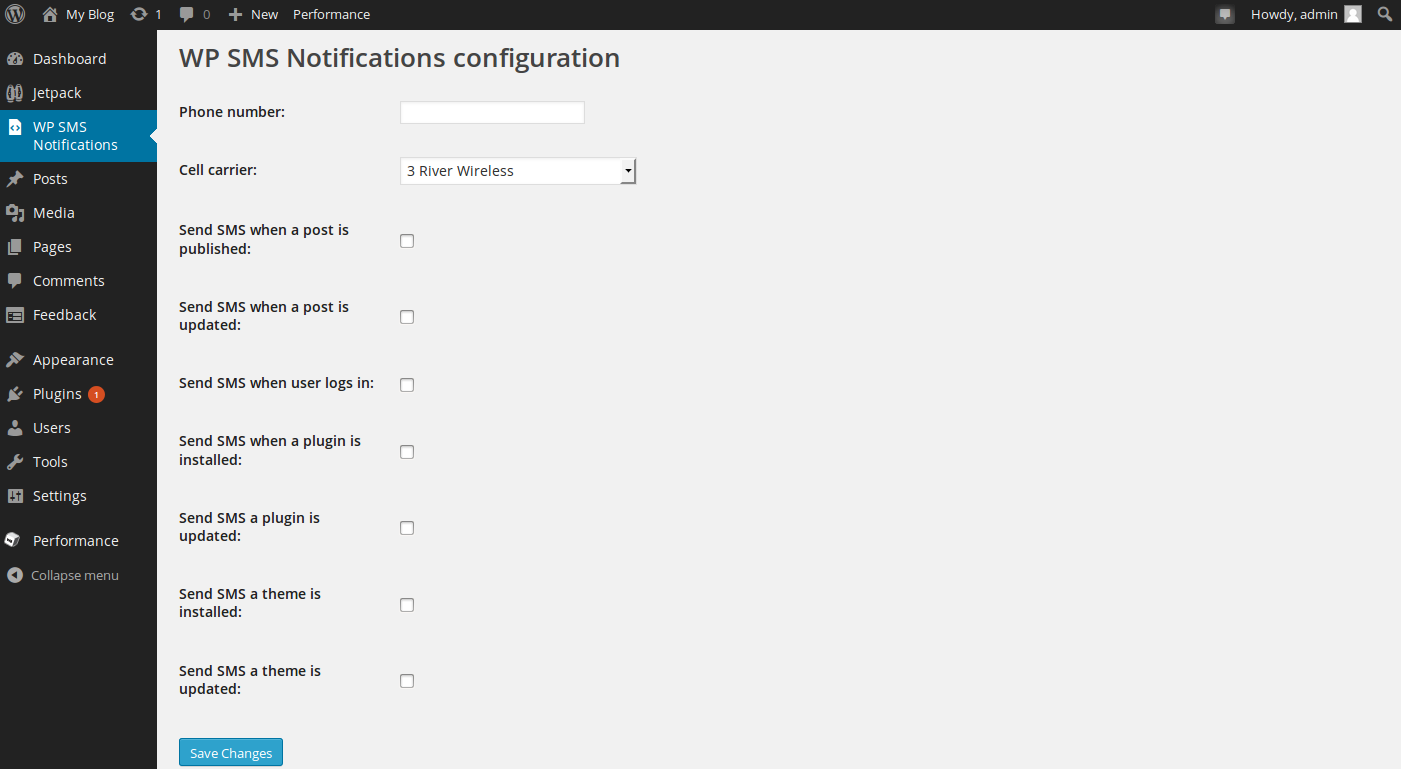 My Blog 1 0 New Performance Howdy, admin
Dashboard
Jetpack
WP SMS
Notifications
Posts
Media
Pages
Comments
Feedback
Appearance
Plugins 1
Users
Tools
Settings
Performance
Collapse menu
WP SMS Notifications configuration
Phone number:
Cell carrier: 3 River Wireless
Send SMS when a post is
published:
Send SMS when a post is
updated:
Send SMS when user logs in:
Send SMS when a plugin is
installed:
Send SMS a plugin is
updated:
Send SMS a theme is
installed:
Send SMS a theme is
updated:
Save Changes